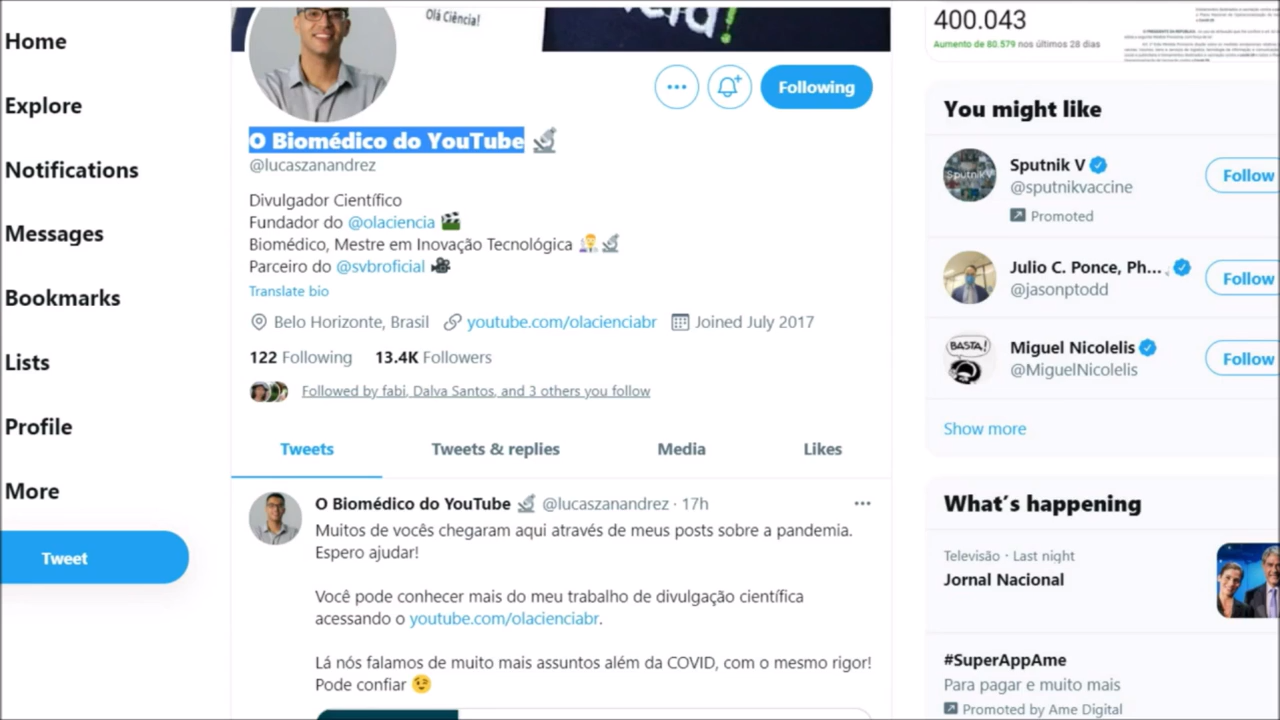 Home
Explore
Notifications
Messages
Bookmarks
Lists
Profile
More
Tweet
Olá Ciência!
Following
O Biomédico do YouTube
@lucaszanandrez
Divulgador Científico
Fundador do @olaciencia
Biomédico, Mestre em Inovação Tecnológica
Parceiro do @svbroficial
Translate bio
Belo Horizonte, Brasil youtube.com/olacienciabr Joined July 2017
122 Following 13.4K Followers
Followed by fabi, Dalva Santos, and 3 others you follow
Tweets Tweets & replies Media Likes
O Biomédico do YouTube @lucaszanandrez · 17h
Muitos de vocês chegaram aqui através de meus posts sobre a pandemia.
Espero ajudar!
Você pode conhecer mais do meu trabalho de divulgação científica
acessando o youtube.com/olacienciabr.
Lá nós falamos de muito mais assuntos além da COVID, com o mesmo rigor!
Pode confiar
400.043
Aumento de 80.579 nos últimos 28 dias
You might like
Sputnik V
@sputnikvaccine
Promoted
Follow
Sputnik V
Julio C. Ponce, Ph...
@jasonptodd
Follow
BASTA!
Miguel Nicolelis
@MiguelNicolelis
Follow
Show more
What's happening
Televisão · Last night
Jornal Nacional
#SuperAppAme
Para pagar e muito mais
Promoted by Ame Digital